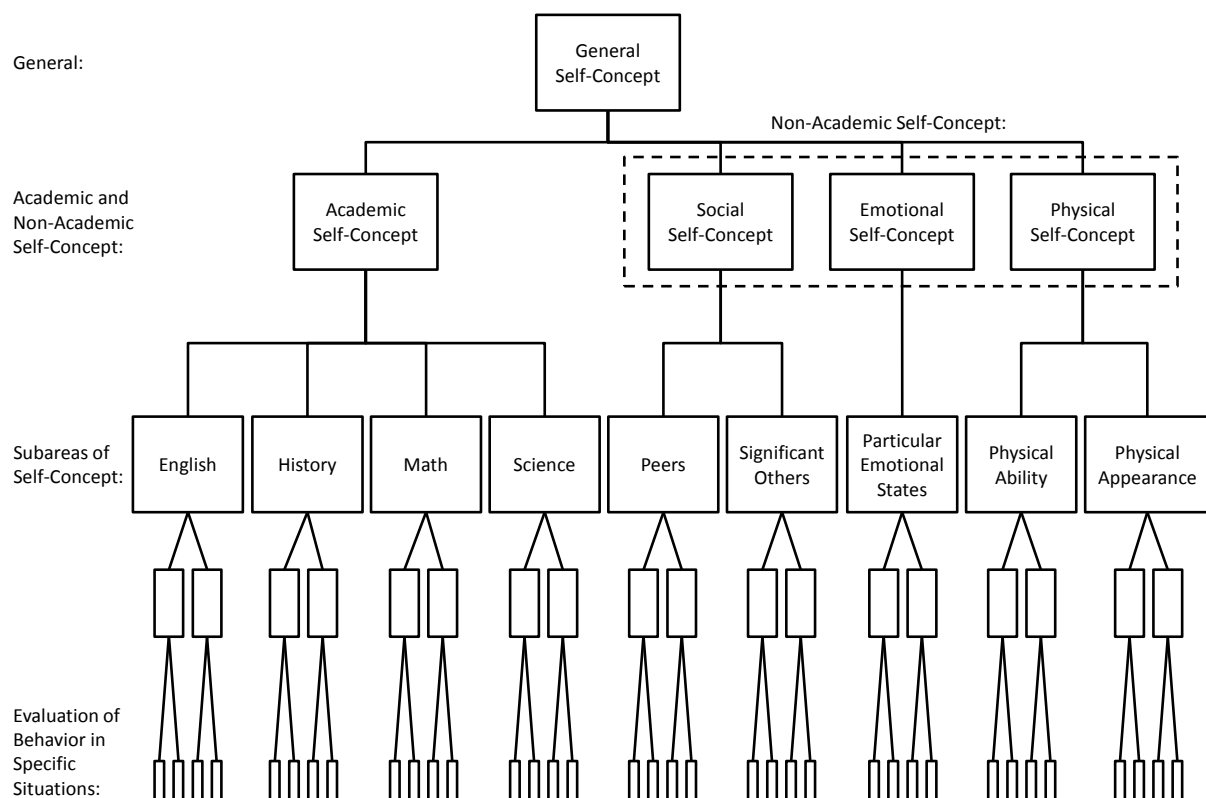 General:
General
Self-Concept
Non-Academic Self-Concept:
Academic and
Non-Academic
Self-Concept:
Academic
Self-Concept
Social
Self-Concept
Emotional
Self-Concept
Physical
Self-Concept
Subareas of
Self-Concept:
English
History
Math
Science
Peers
Significant
Others
Particular
Emotional
States
Physical
Ability
Physical
Appearance
Evaluation of
Behavior in
Specific
Situations: